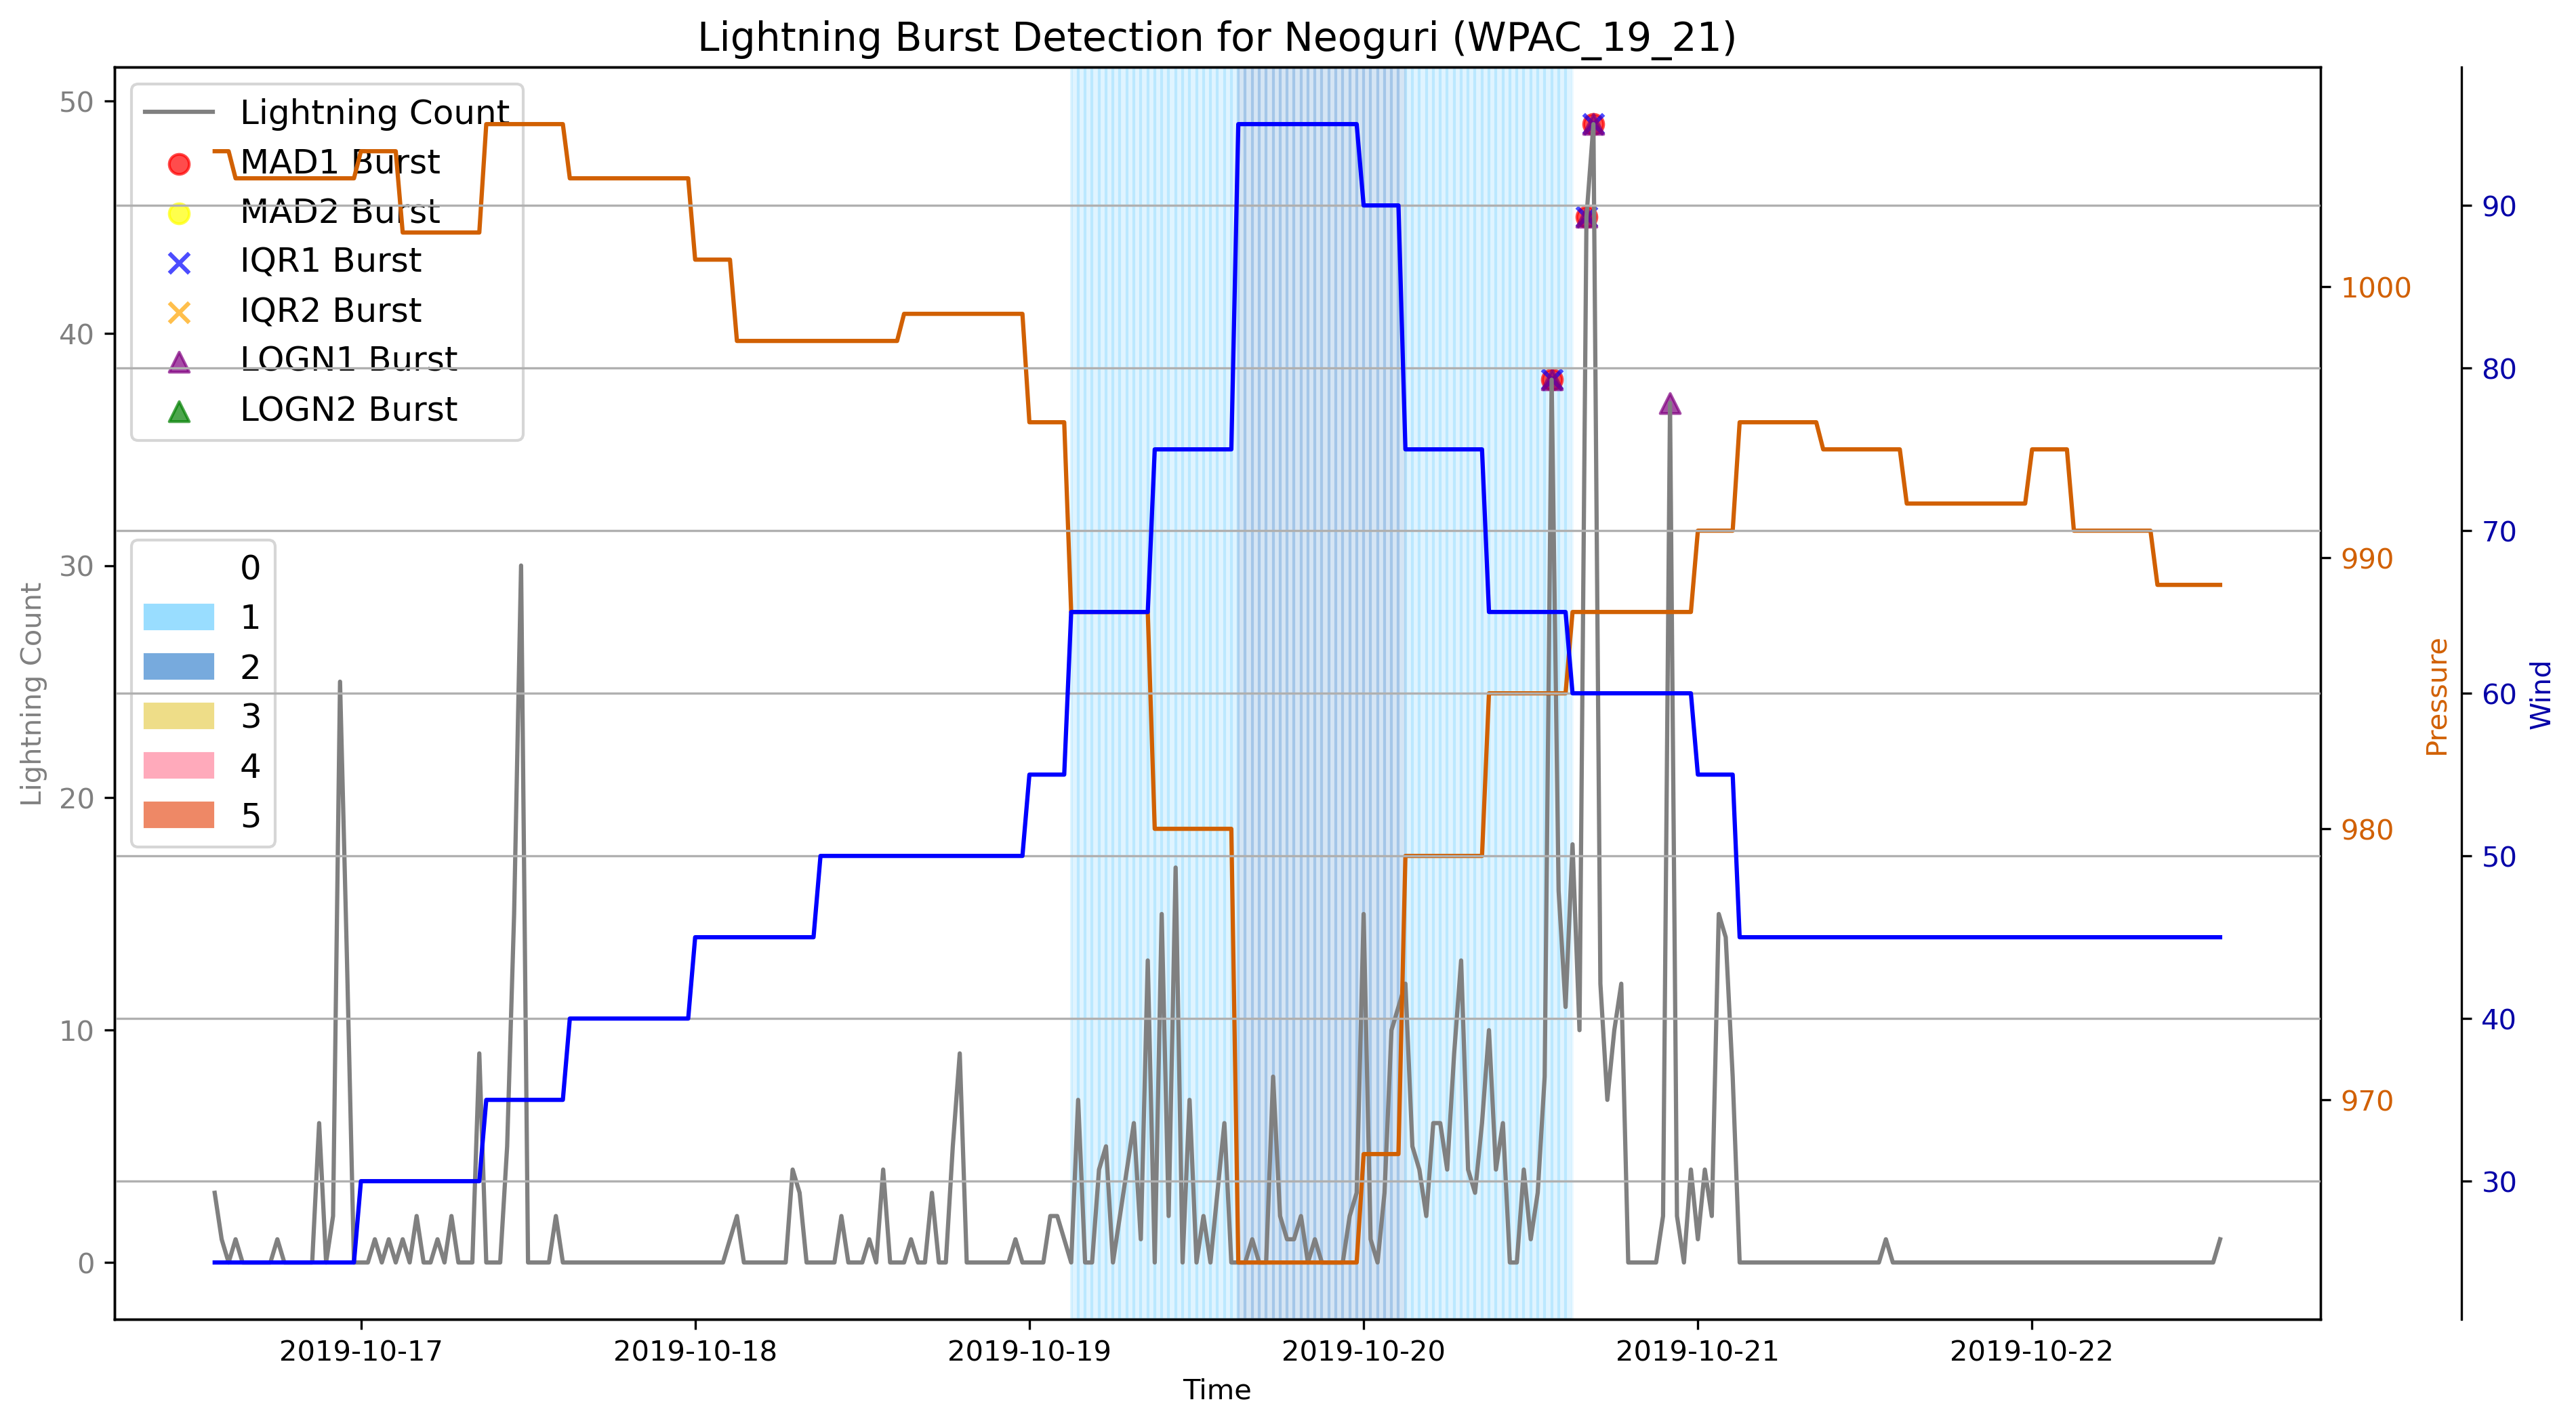 Lightning Burst Detection for Neoguri (WPAC_19_21)
Lightning Count
MAD1 Burst
MAD2 Burst
IQR1 Burst
IQR2 Burst
LOGN1 Burst
LOGN2 Burst
0
1
2
3
4
5
50
40
30
20
10
0
Lightning Count
1000
990
980
970
Pressure
90
80
70
60
50
40
30
Wind
2019-10-17
2019-10-18
2019-10-19
2019-10-20
2019-10-21
2019-10-22
Time